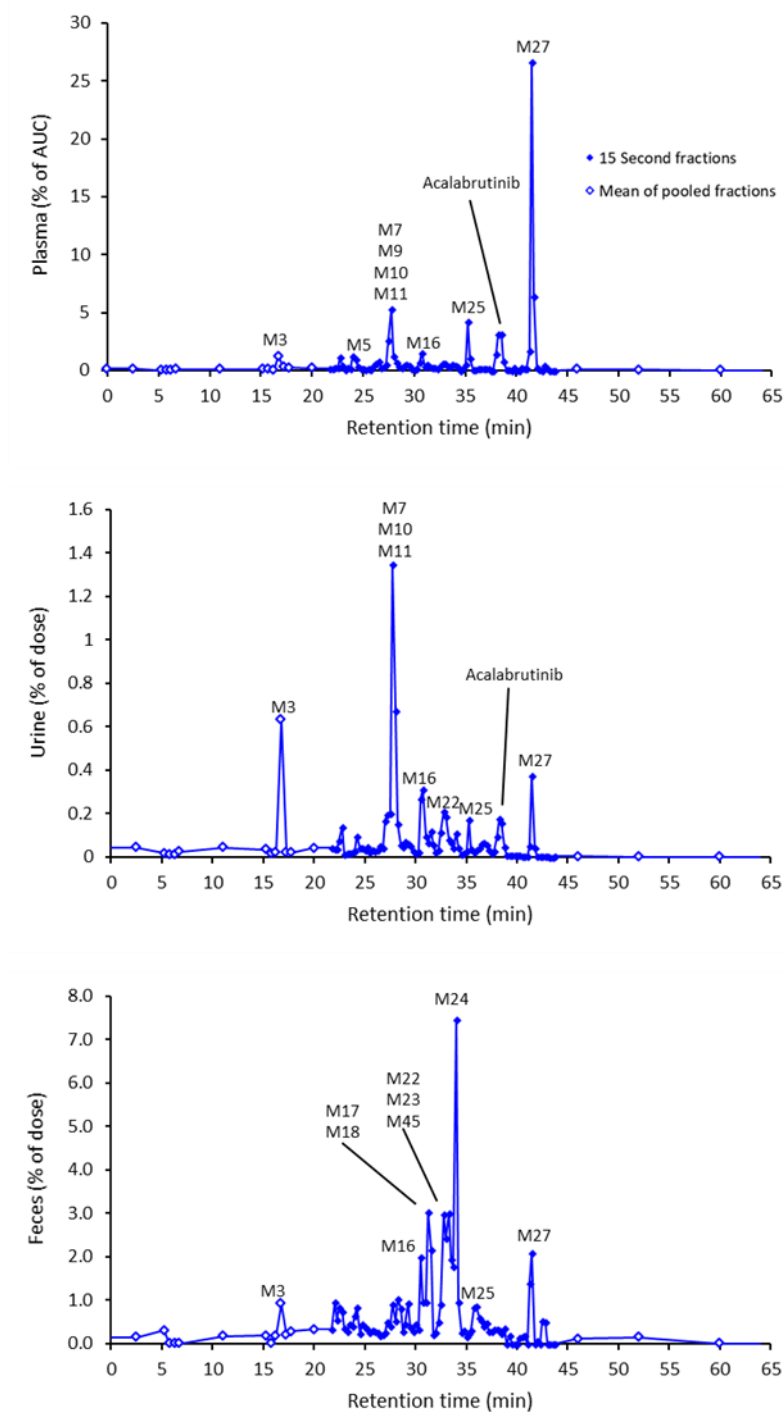 30
25
20
15
10
5
0
Plasma (% of AUC)
M27
15 Second fractions
Mean of pooled fractions
Acalabrutinib
M7
M9
M10
M11
M3
M5
M16
M25
0 5 10 15 20 25 30 35 40 45 50 55 60 65
Retention time (min)
1.6
1.4
1.2
1
0.8
0.6
0.4
0.2
0
Urine (% of dose)
M7
M10
M11
M3
Acalabrutinib
M16
M22
M25
M27
0 5 10 15 20 25 30 35 40 45 50 55 60 65
Retention time (min)
8.0
7.0
6.0
5.0
4.0
3.0
2.0
1.0
0.0
Feces (% of dose)
M24
M22
M23
M45
M17
M18
M16
M27
M3
M25
0 5 10 15 20 25 30 35 40 45 50 55 60 65
Retention time (min)